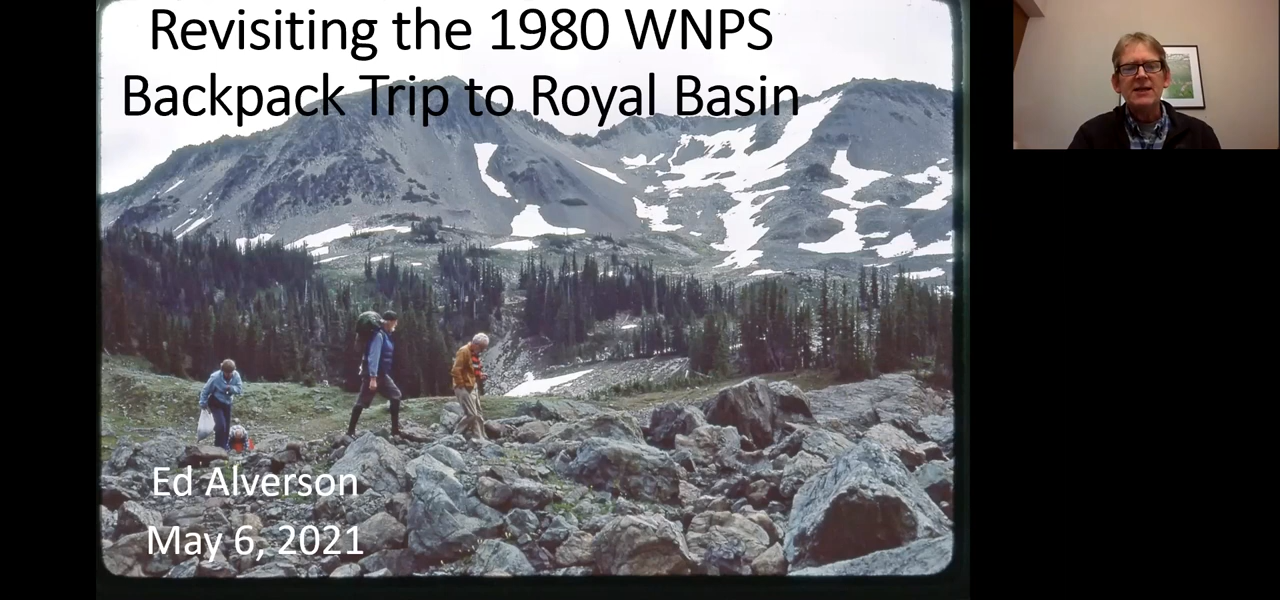 Revisiting the 1980 WNPS
Backpack Trip to Royal Basin
Ed Alverson
May 6, 2021